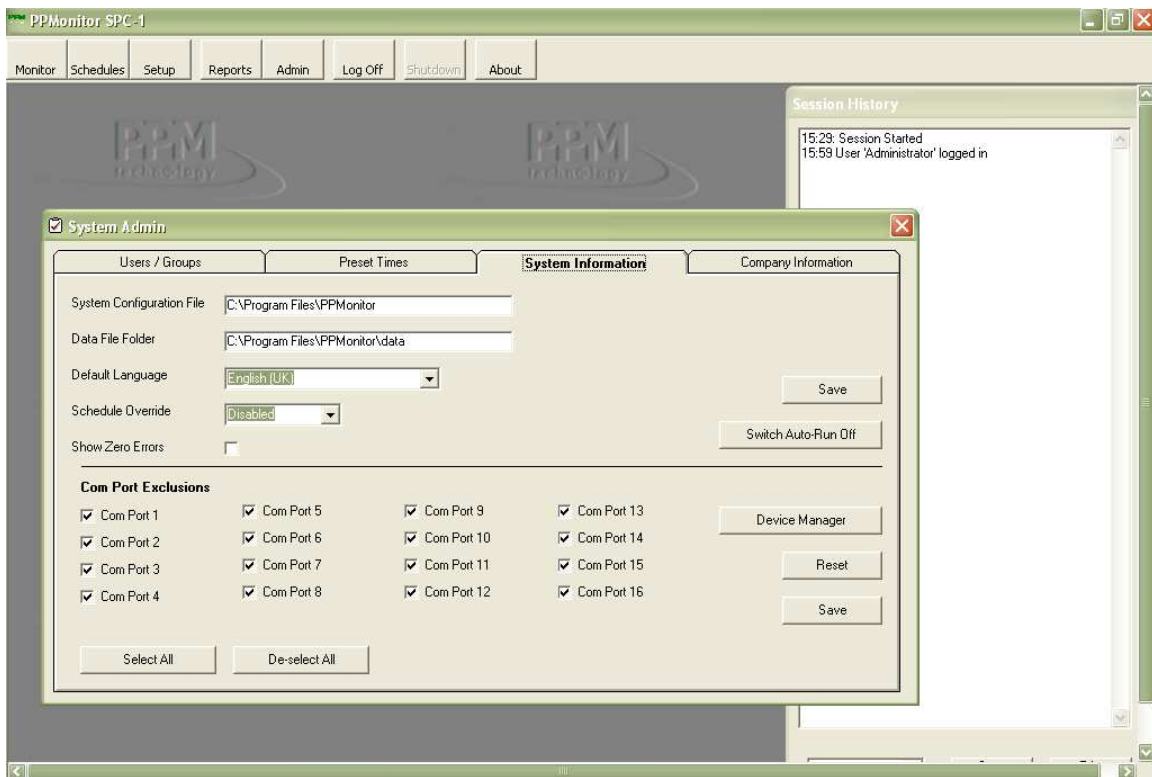 PPM PPMonitor SPC-1
Monitor Schedules Setup Reports Admin Log Off Shutdown About
PPM technology PPM technology
Session History
15:29: Session Started
15:59 User 'Administrator' logged in
System Admin
Users / Groups Preset Times System Information Company Information
System Configuration File C:\Program Files\PPMonitor
Data File Folder C:\Program Files\PPMonitor\data
Default Language English (UK)
Save
Schedule Override Disabled
Switch Auto-Run Off
Show Zero Errors
Com Port Exclusions
Com Port 1 Com Port 5 Com Port 9 Com Port 13
Device Manager
Com Port 2 Com Port 6 Com Port 10 Com Port 14
Com Port 3 Com Port 7 Com Port 11 Com Port 15
Reset
Com Port 4 Com Port 8 Com Port 12 Com Port 16
Save
Select All De-select All